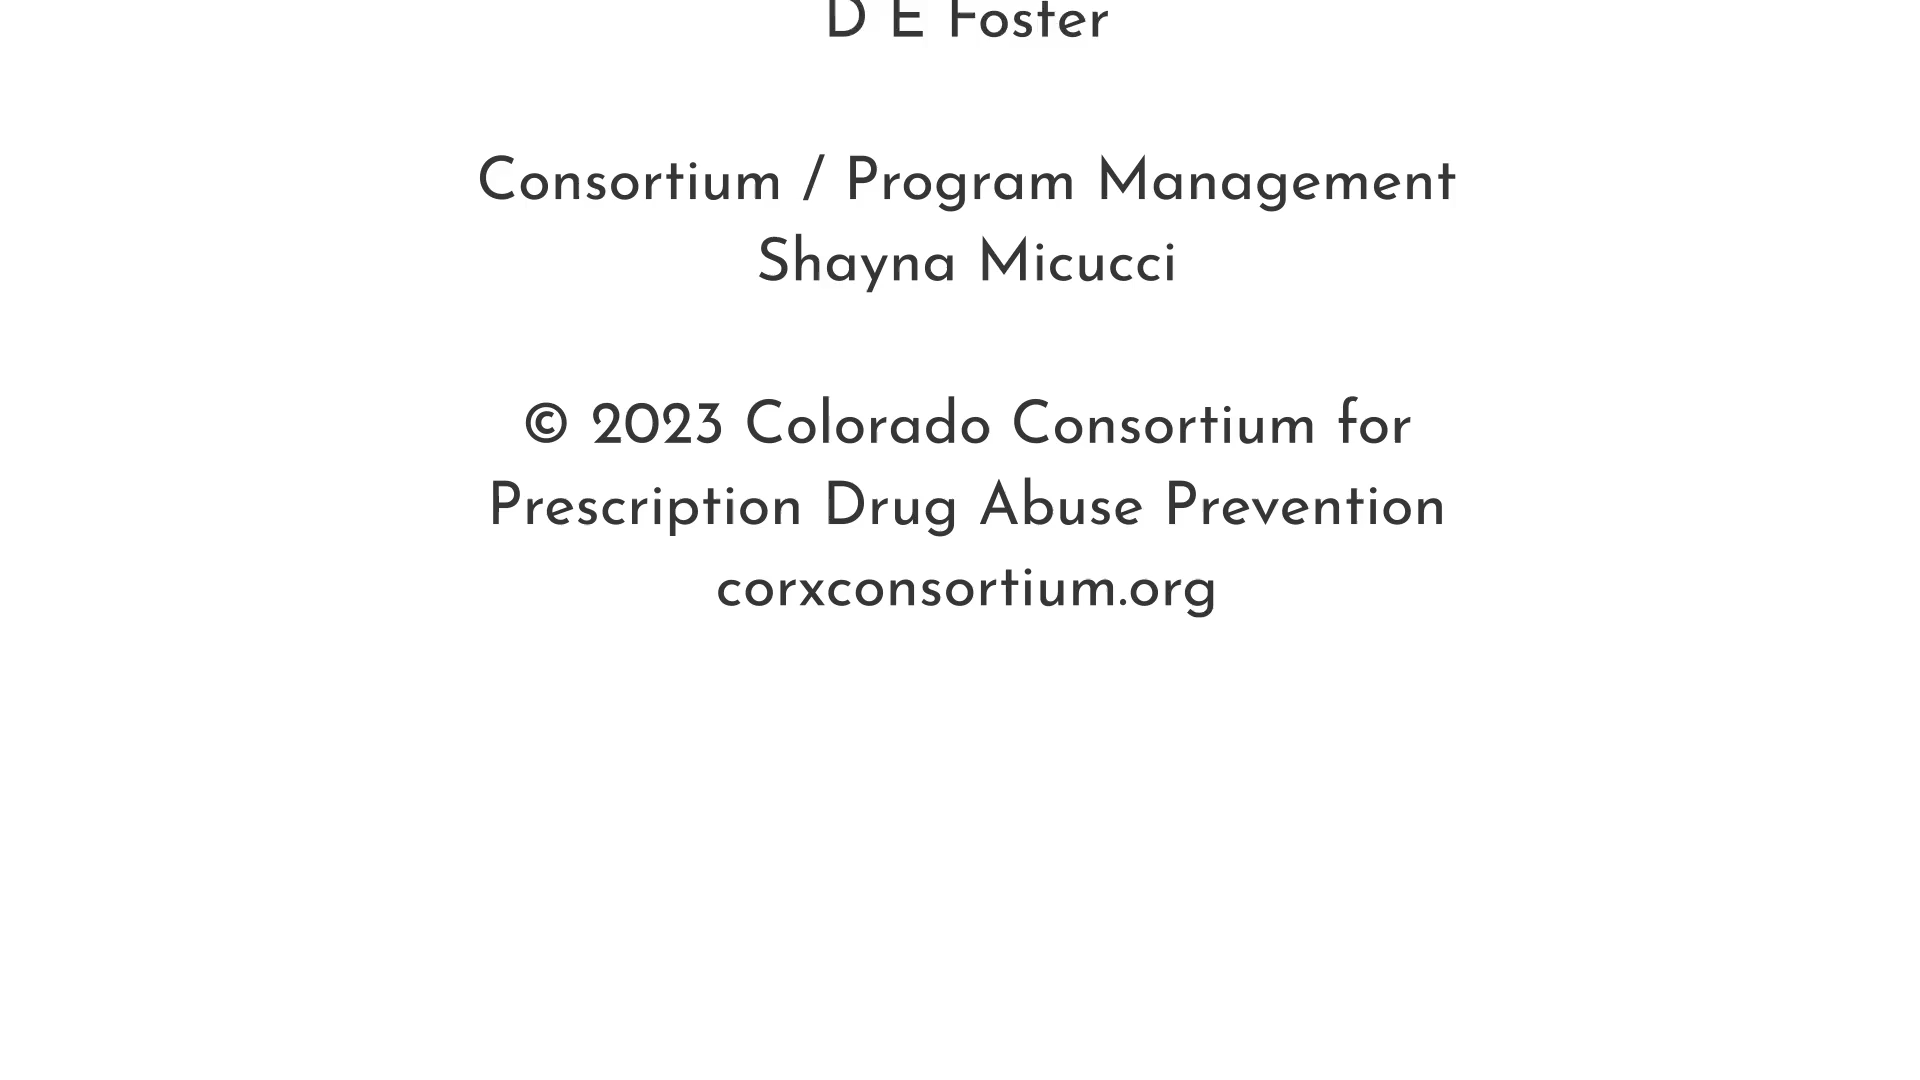 D E Foster
Consortium / Program Management
Shayna Micucci
© 2023 Colorado Consortium for
Prescription Drug Abuse Prevention
corxconsortium.org